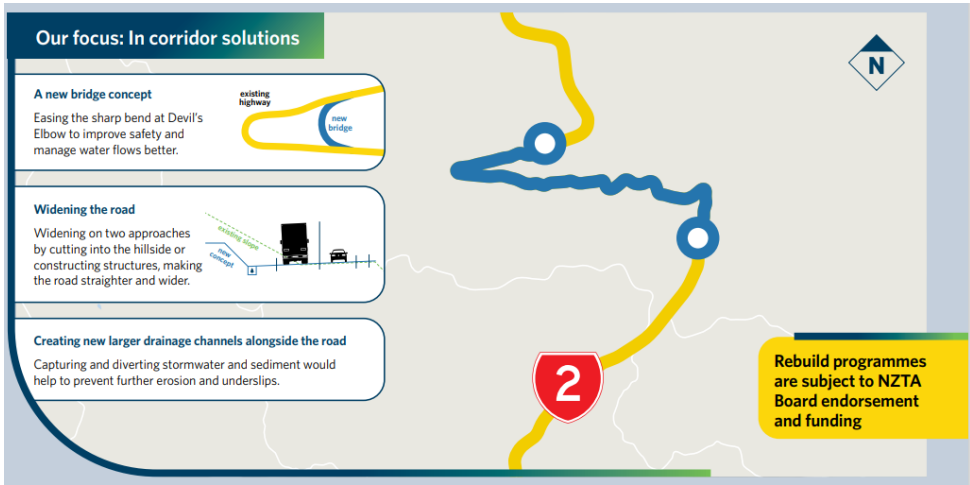 Our focus: In corridor solutions
A new bridge concept
Easing the sharp bend at Devil's
Elbow to improve safety and
manage water flows better.
existing
highway
new
bridge
Widening the road
Widening on two approaches
by cutting into the hillside or
constructing structures, making
the road straighter and wider.
existing slope
new
concept
Creating new larger drainage channels alongside the road
Capturing and diverting stormwater and sediment would
help to prevent further erosion and underslips.
N
2
Rebuild programmes
are subject to NZTA
Board endorsement
and funding